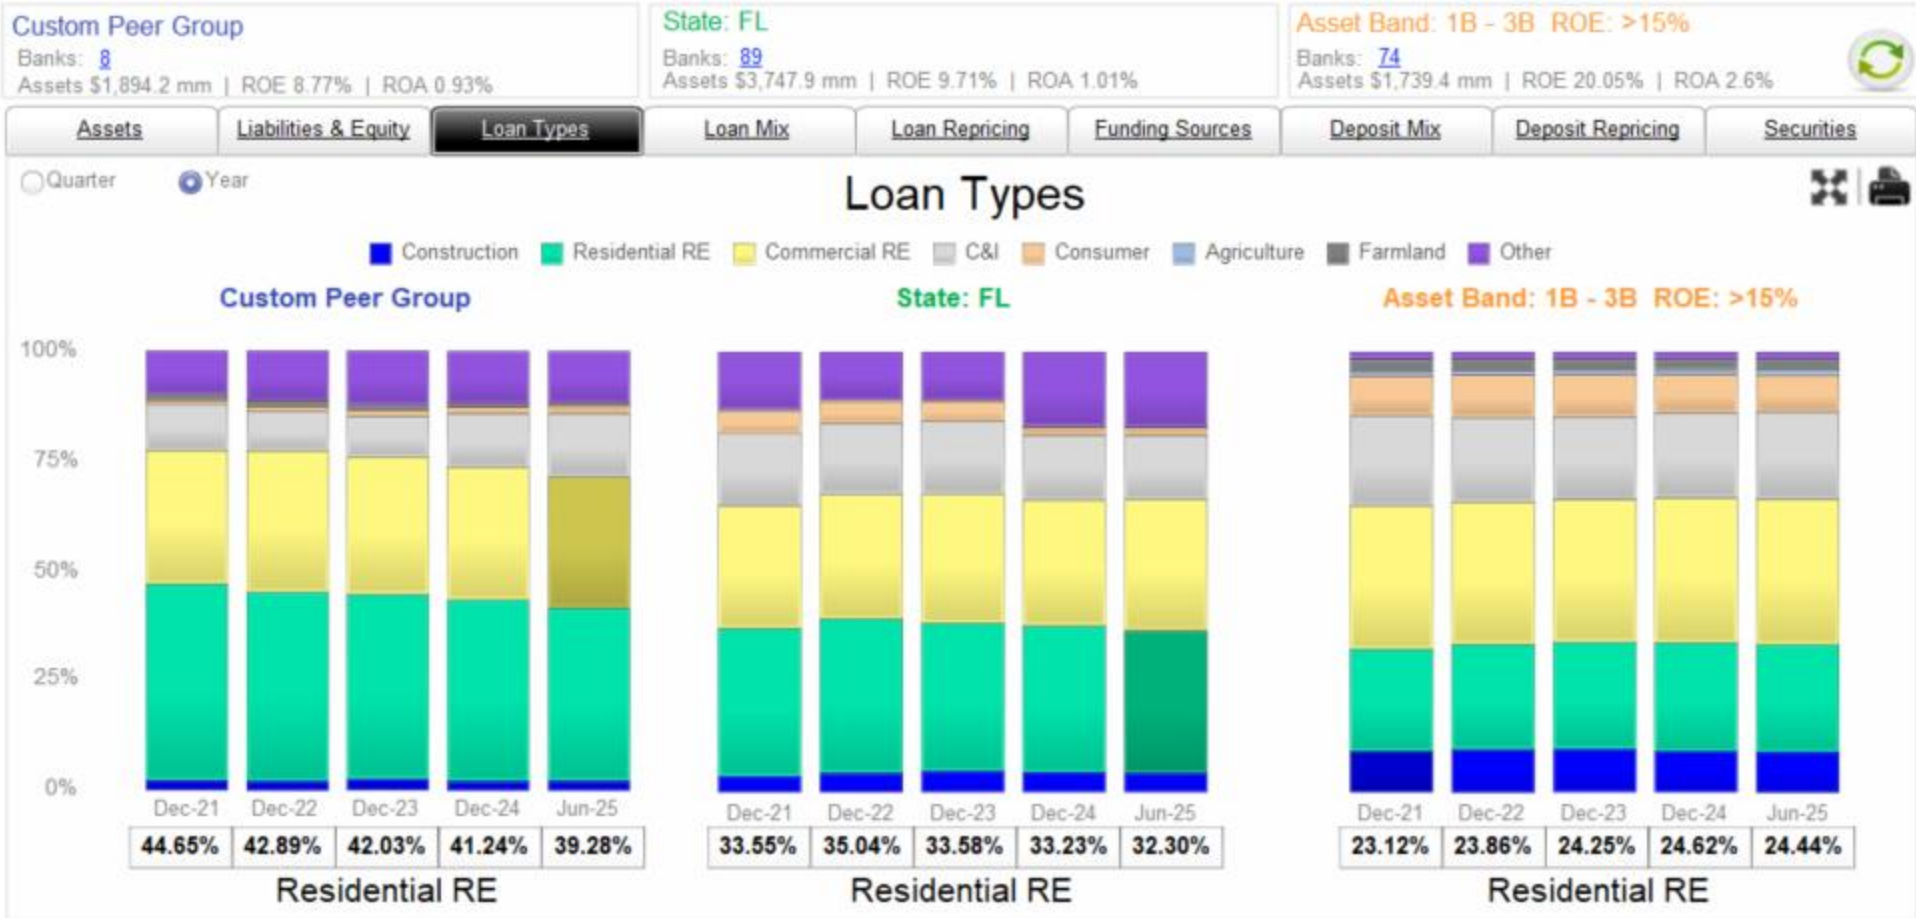 Custom Peer Group
Banks: 8
Assets $1,894.2 mm | ROE 8.77% | ROA 0.93%
State: FL
Banks: 89
Assets $3,747.9 mm | ROE 9.71% | ROA 1.01%
Asset Band: 1B - 3B ROE: >15%
Banks: 74
Assets $1,739.4 mm | ROE 20.05% | ROA 2.6%
Assets Liabilities & Equity Loan Types Loan Mix Loan Repricing Funding Sources Deposit Mix Deposit Repricing Securities
Quarter Year
Loan Types
Construction Residential RE Commercial RE C&I Consumer Agriculture Farmland Other
Custom Peer Group
100%
75%
50%
25%
0%
Dec-21 Dec-22 Dec-23 Dec-24 Jun-25
44.65% 42.89% 42.03% 41.24% 39.28%
Residential RE
State: FL
Dec-21 Dec-22 Dec-23 Dec-24 Jun-25
33.55% 35.04% 33.58% 33.23% 32.30%
Residential RE
Asset Band: 1B - 3B ROE: >15%
Dec-21 Dec-22 Dec-23 Dec-24 Jun-25
23.12% 23.86% 24.25% 24.62% 24.44%
Residential RE